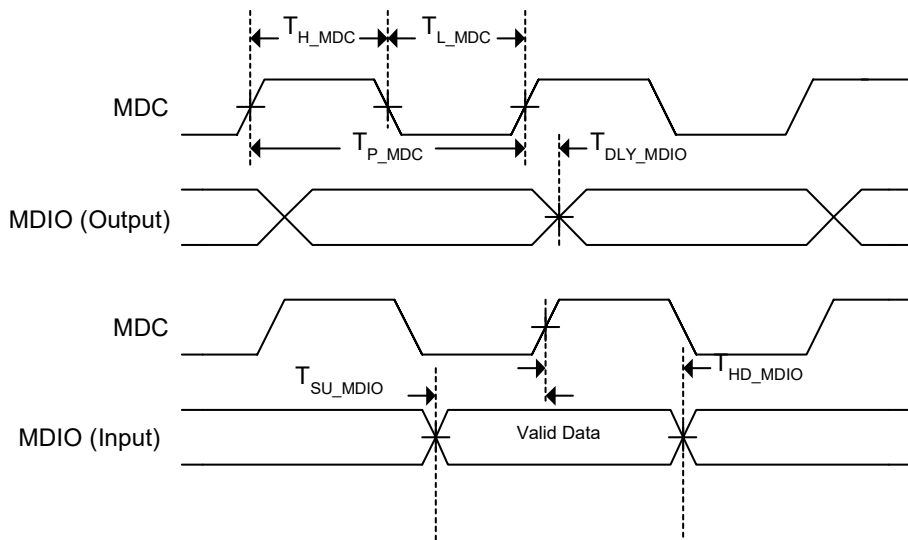 T_H_MDC T_L_MDC
MDC
T_P_MDC T_DLY_MDIO
MDIO (Output)
MDC
T_SU_MDIO T_HD_MDIO
MDIO (Input) Valid Data